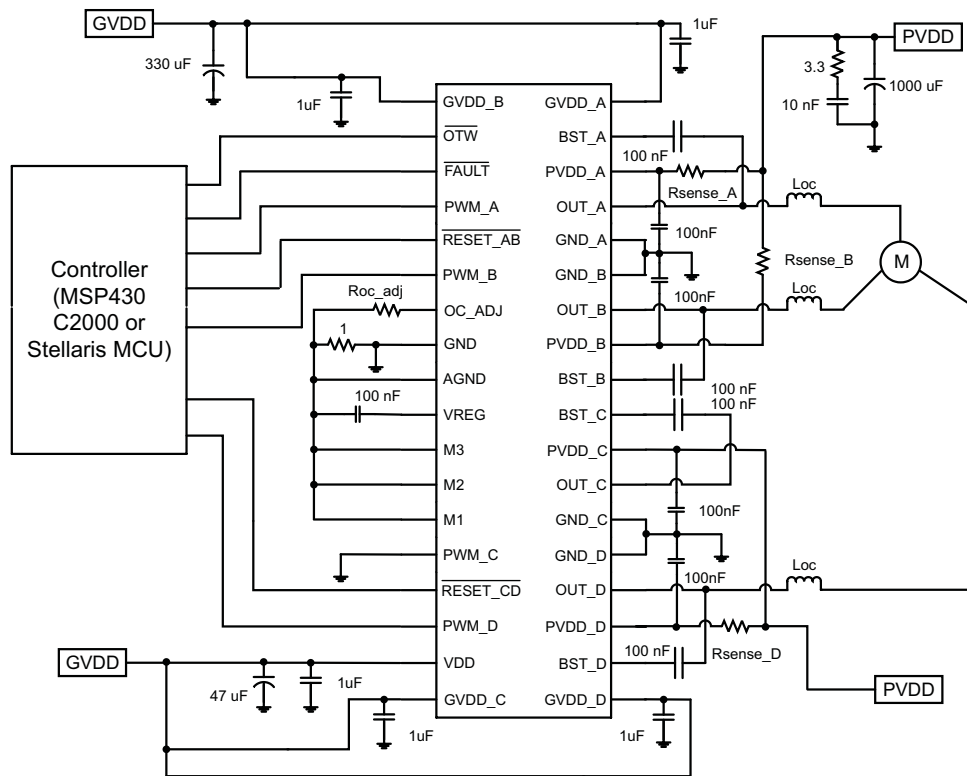 GVDD
330 uF
1uF
1uF
PVDD
3.3
10 nF
1000 uF
Controller
(MSP430
C2000 or
Stellaris MCU)
GVDD_B
OTW
FAULT
PWM_A
RESET_AB
PWM_B
Roc_adj
OC_ADJ
1
GND
AGND
100 nF
VREG
M3
M2
M1
PWM_C
RESET_CD
PWM_D
VDD
GVDD_C
GVDD_A
BST_A
PVDD_A
OUT_A
GND_A
GND_B
OUT_B
PVDD_B
BST_B
BST_C
PVDD_C
OUT_C
GND_C
GND_D
OUT_D
PVDD_D
BST_D
GVDD_D
100 nF
Rsense_A
Loc
100nF
Rsense_B
M
100nF
Loc
100 nF
100 nF
100nF
Loc
100nF
Rsense_D
100 nF
PVDD
GVDD
47 uF
1uF
1uF
1uF